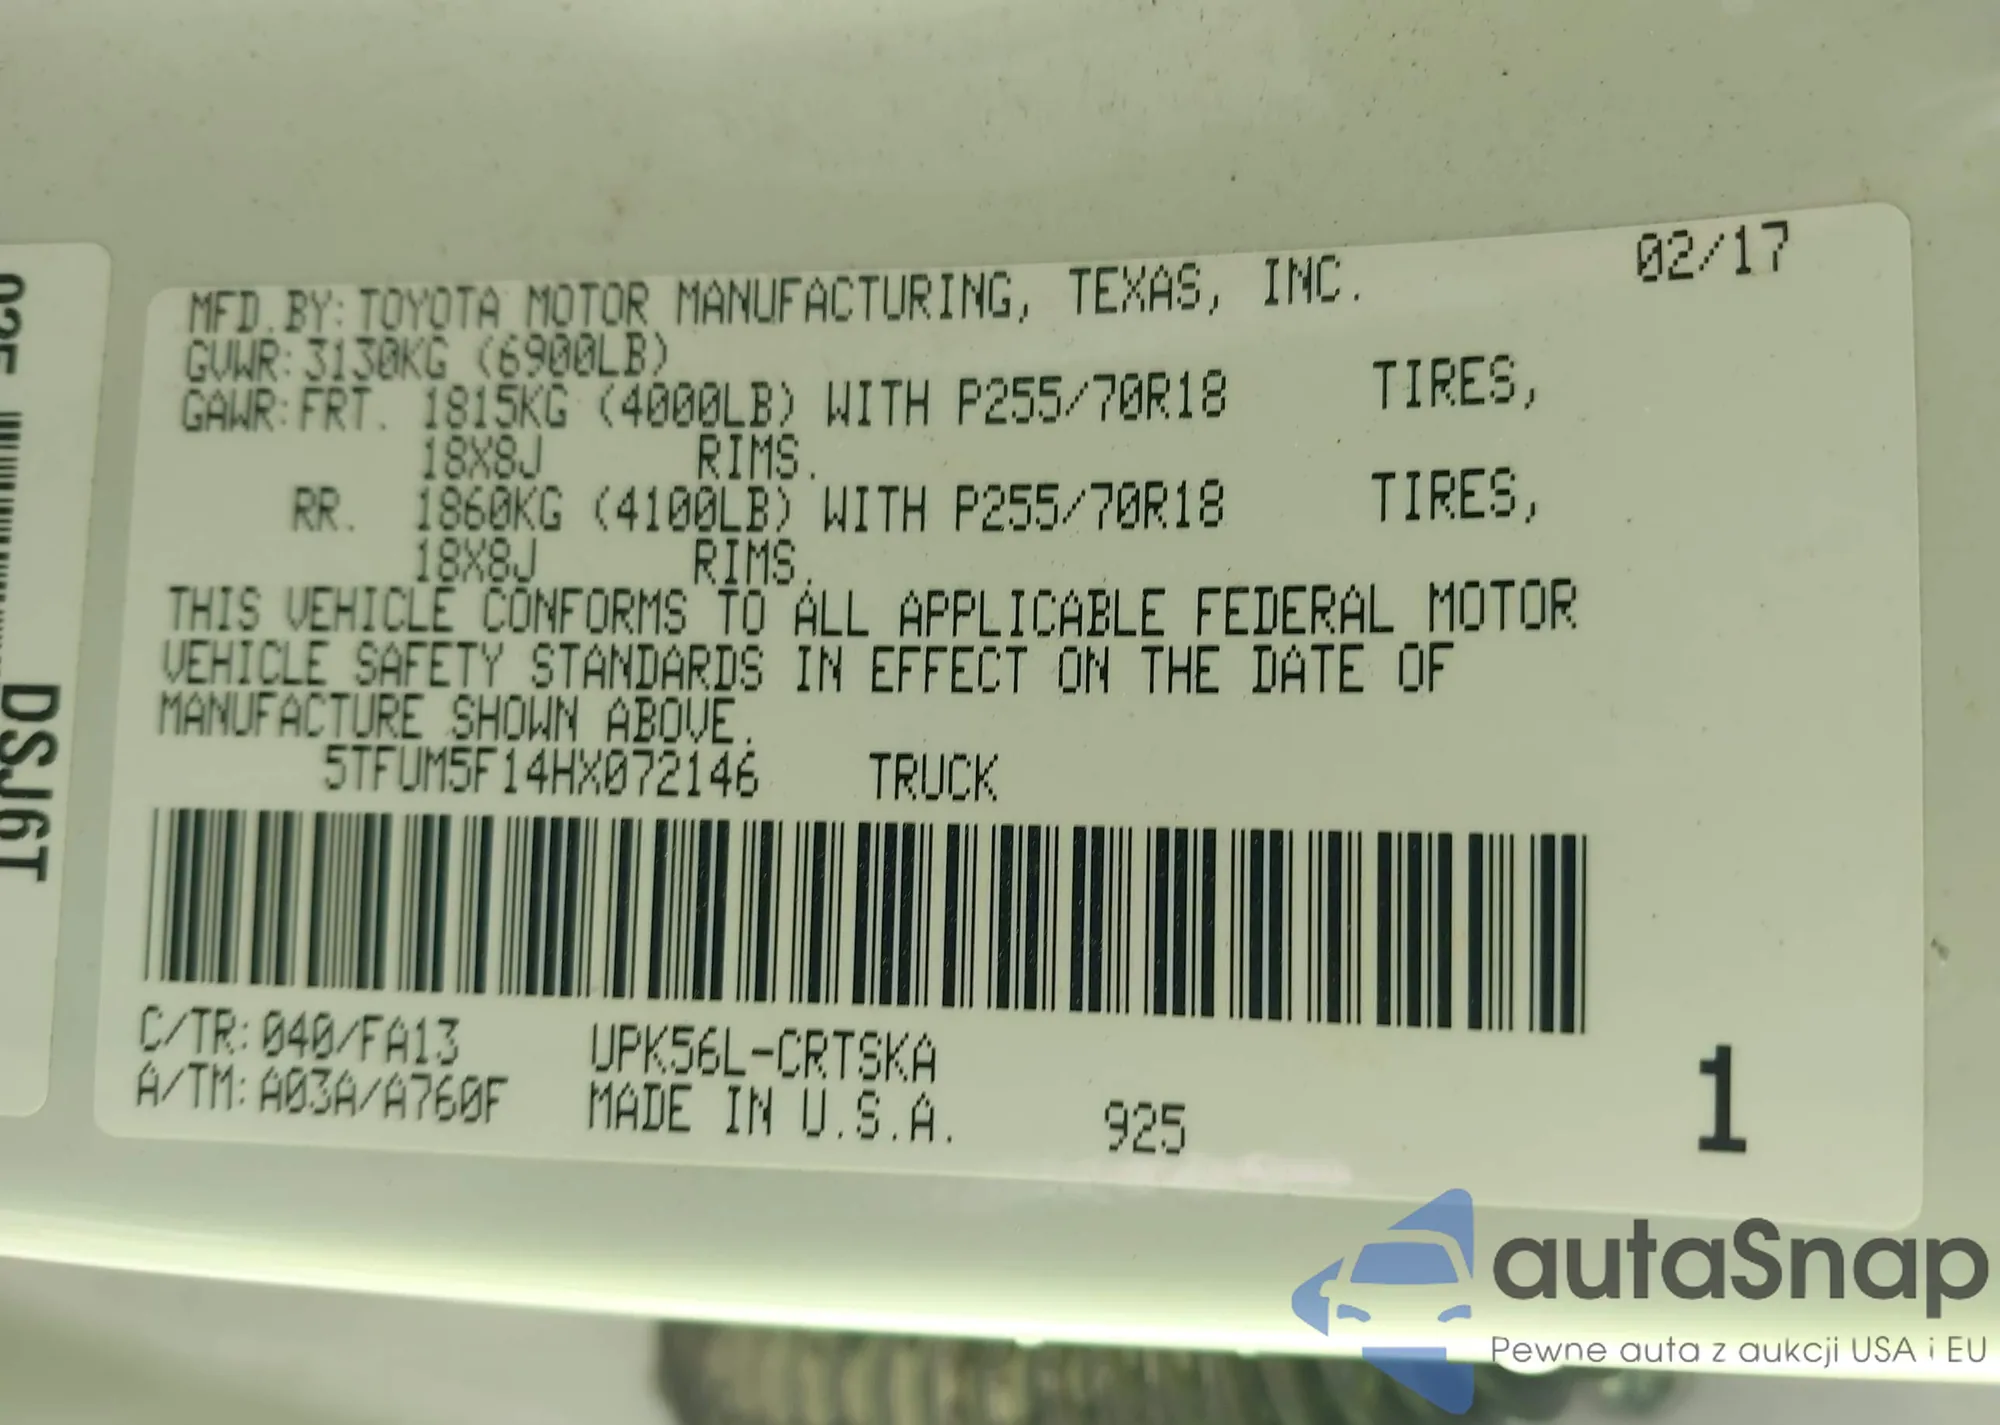 MFD.BY: TOYOTA MOTOR MANUFACTURING, TEXAS, INC. 02/17
GVWR: 3130KG (6900LB)
GAWR: FRT. 1815KG (4000LB) WITH P255/70R18 TIRES,
18X8J RIMS.
RR. 1860KG (4100LB) WITH P255/70R18 TIRES,
18X8J RIMS.
THIS VEHICLE CONFORMS TO ALL APPLICABLE FEDERAL MOTOR
VEHICLE SAFETY STANDARDS IN EFFECT ON THE DATE OF
MANUFACTURE SHOWN ABOVE.
5TFUM5F14HX072146 TRUCK
C/TR: 040/FA13 UPK56L-CRTSKA
A/TM: A03A/A760F MADE IN U.S.A. 925
1
DSJ6T
autaSnap
Pewne auta z aukcji USA i EU